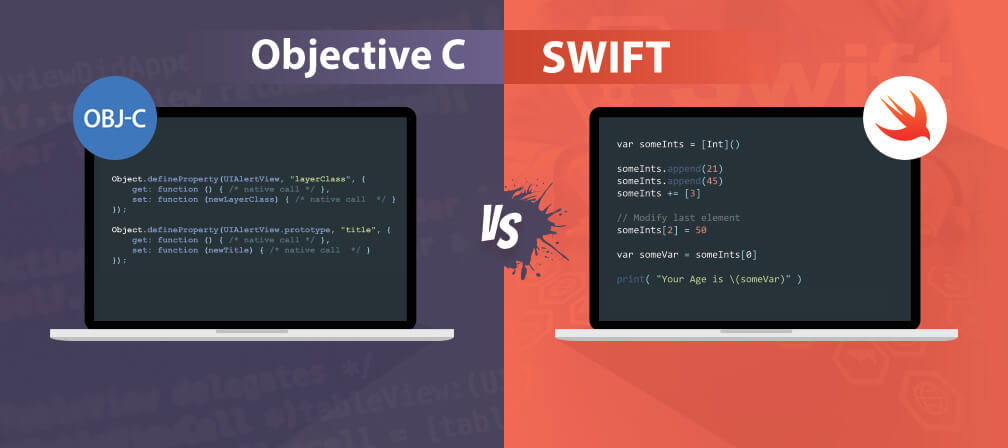 Objective C
SWIFT
OBJ-C
Object.defineProperty(UIAlertView, "layerClass", {
    get: function () { /* native call */ },
    set: function (newLayerClass) { /* native call  */ }
});
Object.defineProperty(UIAlertView.prototype, "title", {
    get: function () { /* native call */ },
    set: function (newTitle) { /* native call  */ }
});
VS
var someInts = [Int]()
someInts.append(21)
someInts.append(45)
someInts += [3]
// Modify last element
someInts[2] = 50
var someVar = someInts[0]
print( "Your Age is \(someVar)" )
Swift